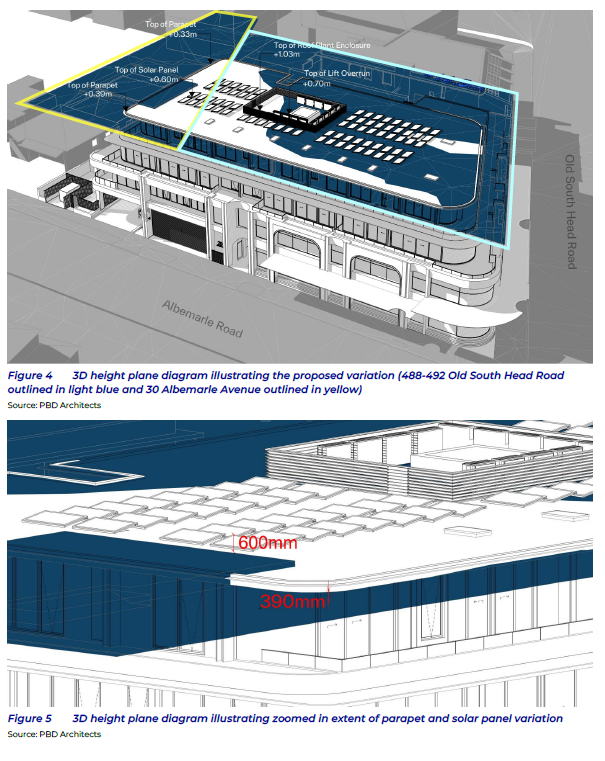 Top of Parapet
+0.33m
Top of Roof Plant Enclosure
+1.03m
Top of Solar Panel
+0.60m
Top of Lift Overrun
+0.70m
Top of Parapet
+0.39m
Old South Head Road
Albemarle Road
Figure 4 3D height plane diagram illustrating the proposed variation (488-492 Old South Head Road
outlined in light blue and 30 Albemarle Avenue outlined in yellow)
Source: PBD Architects
600mm
390mm
Figure 5 3D height plane diagram illustrating zoomed in extent of parapet and solar panel variation
Source: PBD Architects